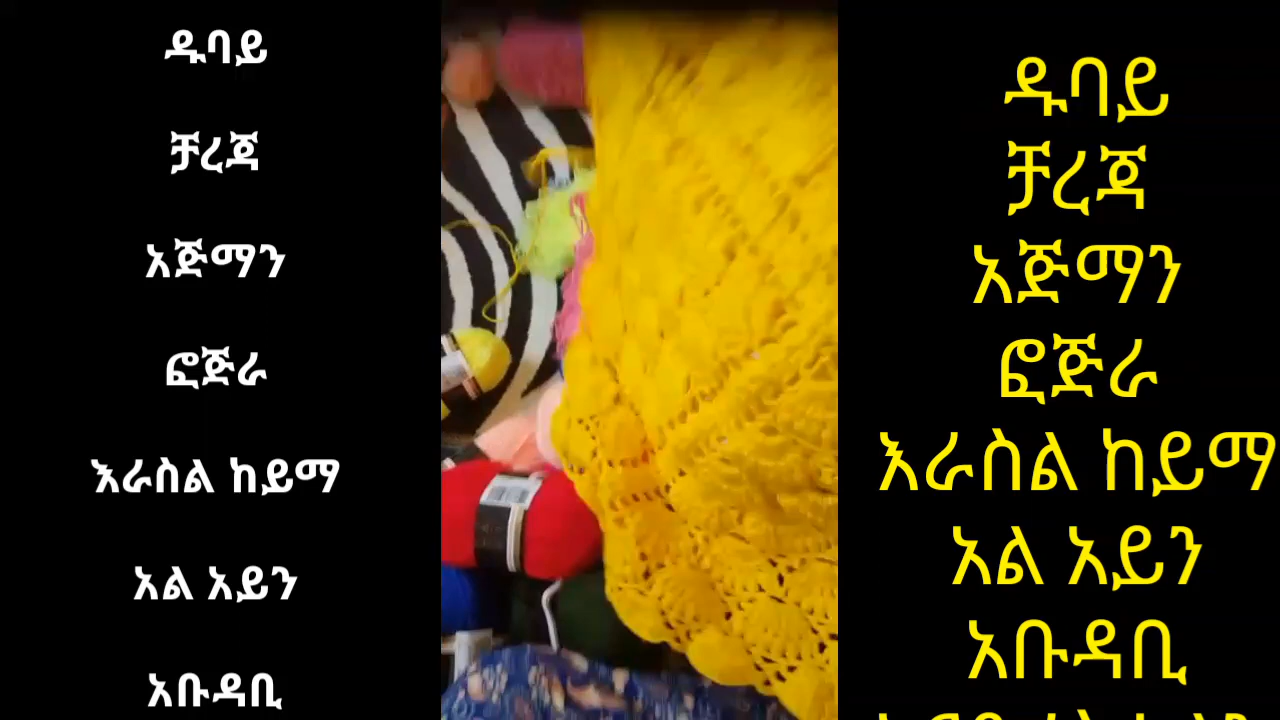 ዱባይ
ቻረጃ
አጅማን
ፎጅራ
እራስል ከይማ
አል አይን
አቡዳቢ
ዱባይ
ቻረጃ
አጅማን
ፎጅራ
እራስል ከይማ
አል አይን
አቡዳቢ